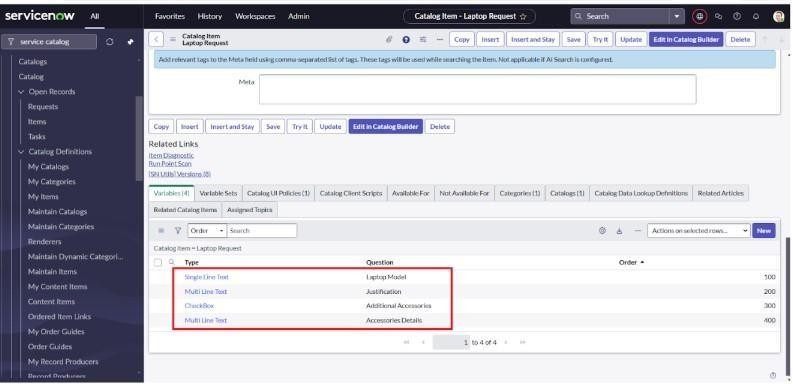 servicenow All Favorites History Workspaces Admin Catalog Item - Laptop Request ☆ Search
service catalog
Catalog Item
Laptop Request
Copy Insert Insert and Stay Save Try It Update Edit in Catalog Builder Delete
Catalogs
Catalog
Open Records
Requests
Items
Tasks
Catalog Definitions
My Catalogs
My Categories
My Items
Maintain Catalogs
Maintain Categories
Renderers
Maintain Dynamic Categori...
Maintain Items
My Content Items
Content Items
Ordered Item Links
My Order Guides
Order Guides
My Record Producers
Record Producers
Add relevant tags to the Meta field using comma-separated list of tags. These tags will be used while searching the item. Not applicable if AI Search is configured.
Meta
Copy Insert Insert and Stay Save Try It Update Edit in Catalog Builder Delete
Related Links
Item Diagnostic
Run Point Scan
[SN Utils] Versions (8)
Variables (4) Variable Sets Catalog UI Policies (1) Catalog Client Scripts Available For Not Available For Categories (1) Catalogs (1) Catalog Data Lookup Definitions Related Articles
Related Catalog Items Assigned Topics
Order Search Actions on selected rows... New
Catalog Item = Laptop Request
Type Question Order ▲
Single Line Text Laptop Model 100
Multi Line Text Justification 200
CheckBox Additional Accessories 300
Multi Line Text Accessories Details 400
1 to 4 of 4